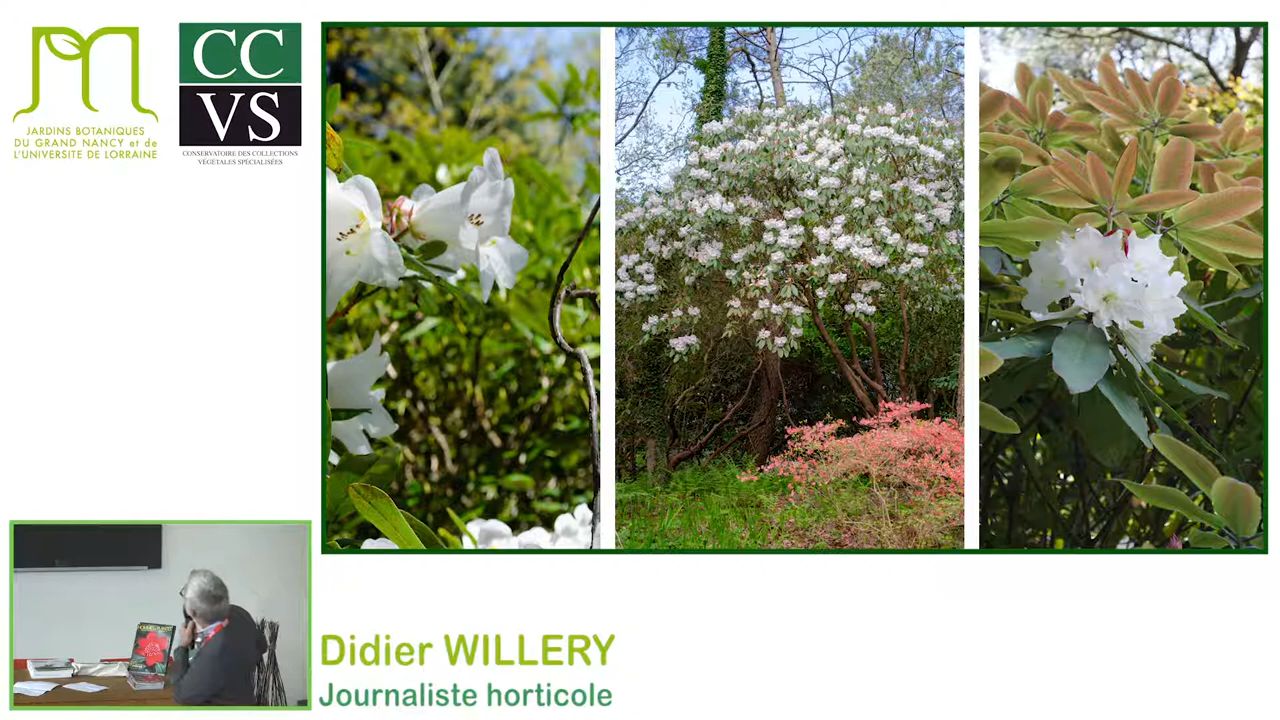 JARDINS BOTANIQUES
DU GRAND NANCY et de
L'UNIVERSITE DE LORRAINE
CC
VS
CONSERVATOIRE DES COLLECTIONS
VÉGÉTALES SPÉCIALISÉES
Didier WILLERY
Journaliste horticole